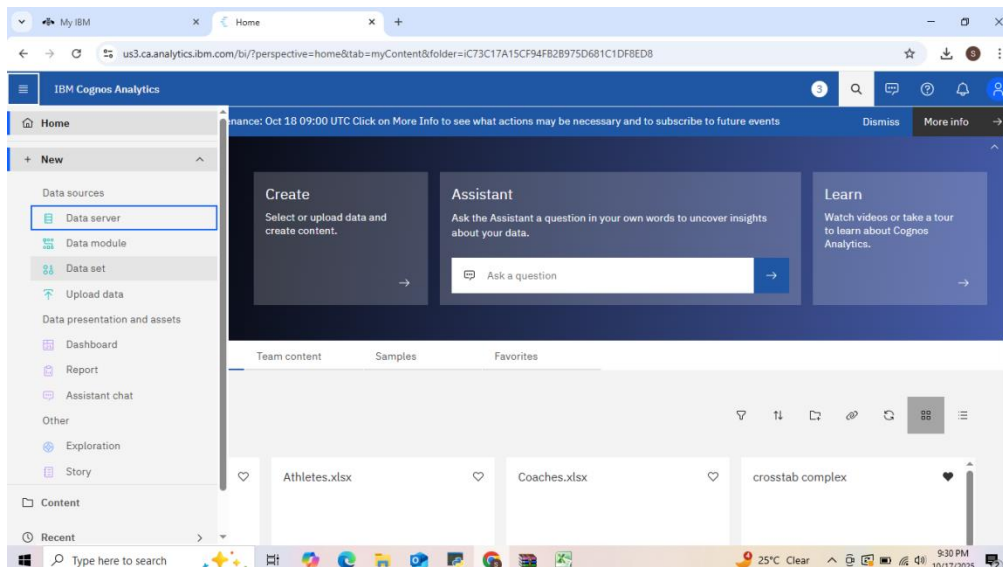 My IBM
Home
us3.ca.analytics.ibm.com/bi/?perspective=home&tab=myContent&folder=iC73C17A15CF94FB2B975D681C1DF8ED8
S
IBM Cognos Analytics
3
Home
nance: Oct 18 09:00 UTC Click on More Info to see what actions may be necessary and to subscribe to future events
Dismiss
More info
New
Data sources
Data server
Data module
Data set
Upload data
Data presentation and assets
Dashboard
Report
Assistant chat
Other
Exploration
Story
Content
Recent
Create
Select or upload data and
create content.
Assistant
Ask the Assistant a question in your own words to uncover insights
about your data.
Ask a question
Learn
Watch videos or take a tour
to learn about Cognos
Analytics.
Team content
Samples
Favorites
Athletes.xlsx
Coaches.xlsx
crosstab complex
Type here to search
25°C Clear
9:30 PM
10/17/2025